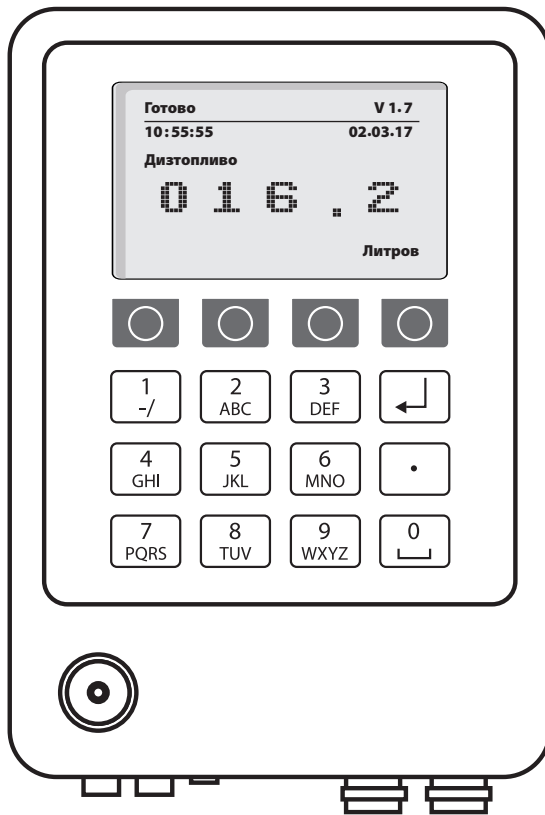 Готово V 1.7
10:55:55 02.03.17
Дизтопливо
016.2
Литров
1 2 3
-/ ABC DEF
4 5 6 .
GHI JKL MNO
7 8 9 0
PQRS TUV WXYZ